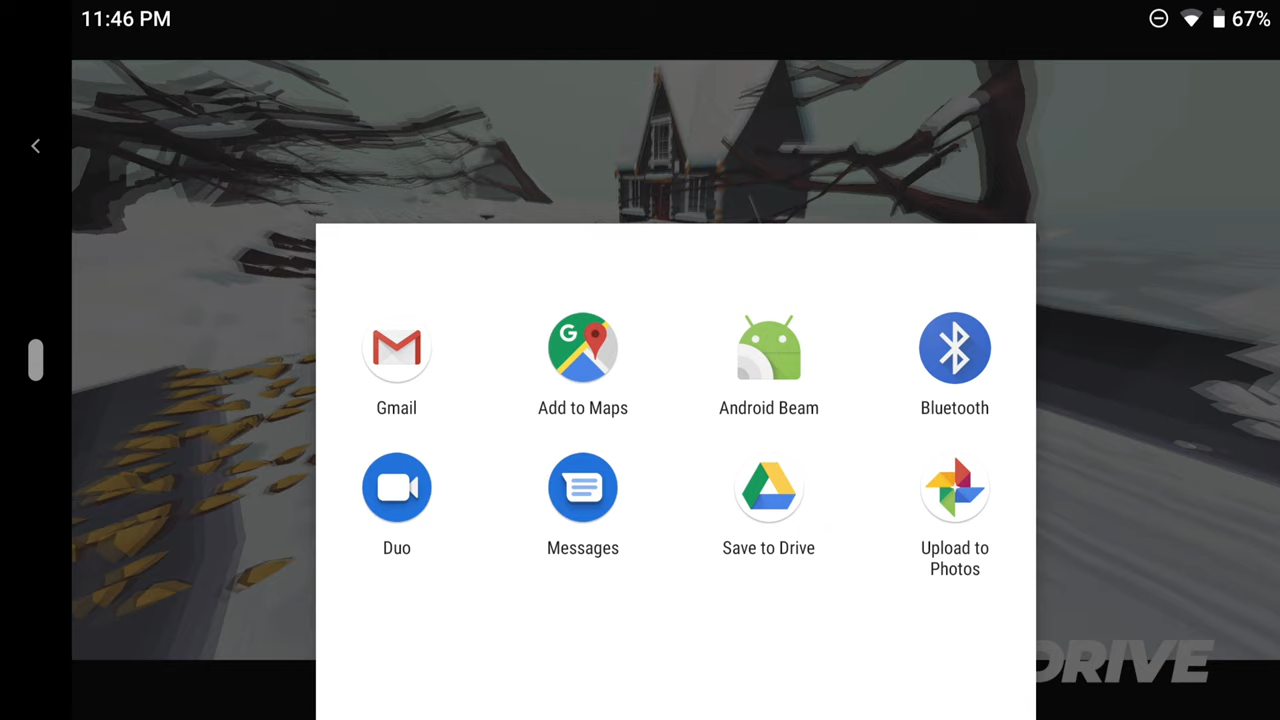 11:46 PM
67%
Gmail
Add to Maps
Android Beam
Bluetooth
Duo
Messages
Save to Drive
Upload to
Photos
DRIVE